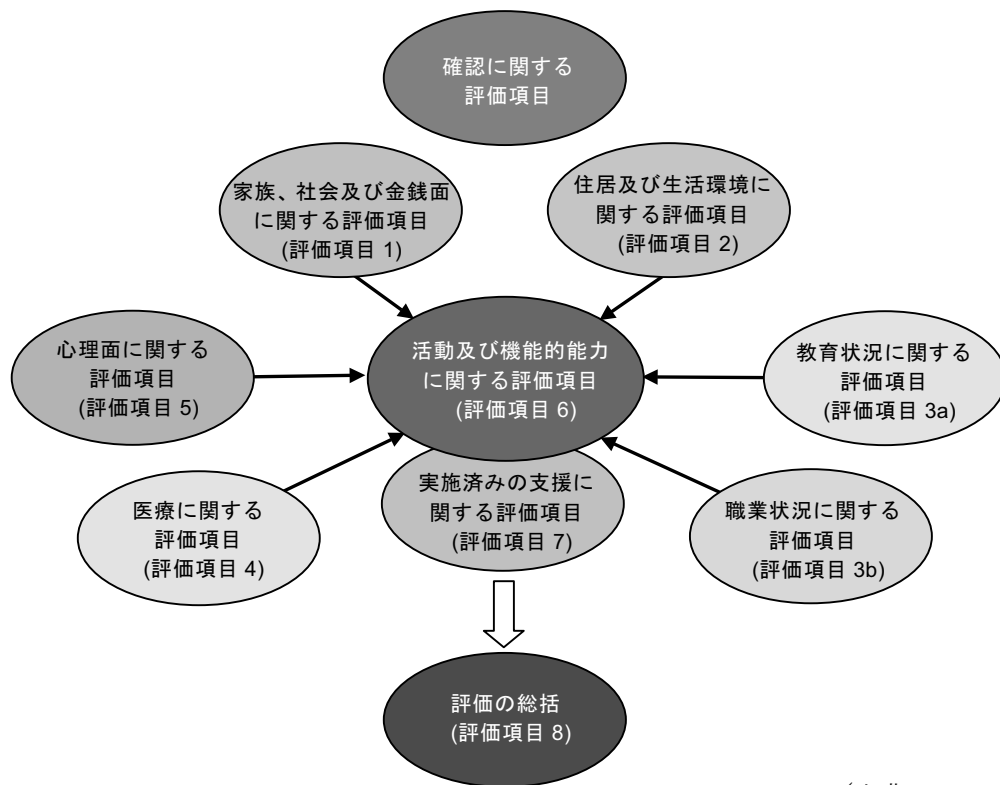 確認に関する
評価項目
家族、社会及び金銭面
に関する評価項目
(評価項目 1)
住居及び生活環境に
関する評価項目
(評価項目 2)
心理面に関する
評価項目
(評価項目 5)
活動及び機能的能力
に関する評価項目
(評価項目 6)
教育状況に関する
評価項目
(評価項目 3a)
医療に関する
評価項目
(評価項目 4)
実施済みの支援に
関する評価項目
(評価項目 7)
職業状況に関する
評価項目
(評価項目 3b)
評価の総括
(評価項目 8)